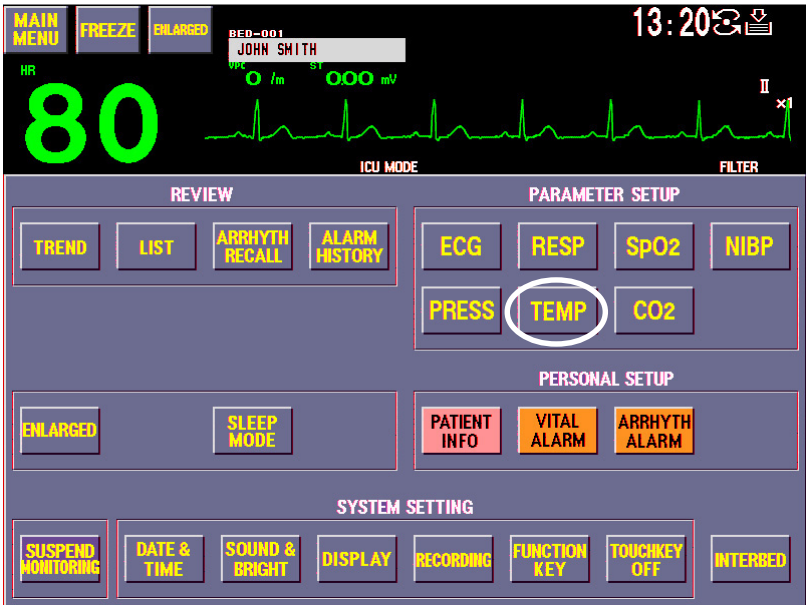 MAIN MENU
FREEZE
ENLARGED
BED-001
JOHN SMITH
13:20
HR
80
VPC
0 /m
ST
0.00 mV
II
×1
ICU MODE
FILTER
REVIEW
TREND
LIST
ARRHYTH
RECALL
ALARM
HISTORY
PARAMETER SETUP
ECG
RESP
SpO2
NIBP
PRESS
TEMP
CO2
ENLARGED
SLEEP
MODE
PERSONAL SETUP
PATIENT
INFO
VITAL
ALARM
ARRHYTH
ALARM
SYSTEM SETTING
SUSPEND
MONITORING
DATE &
TIME
SOUND &
BRIGHT
DISPLAY
RECORDING
FUNCTION
KEY
TOUCHKEY
OFF
INTERBED